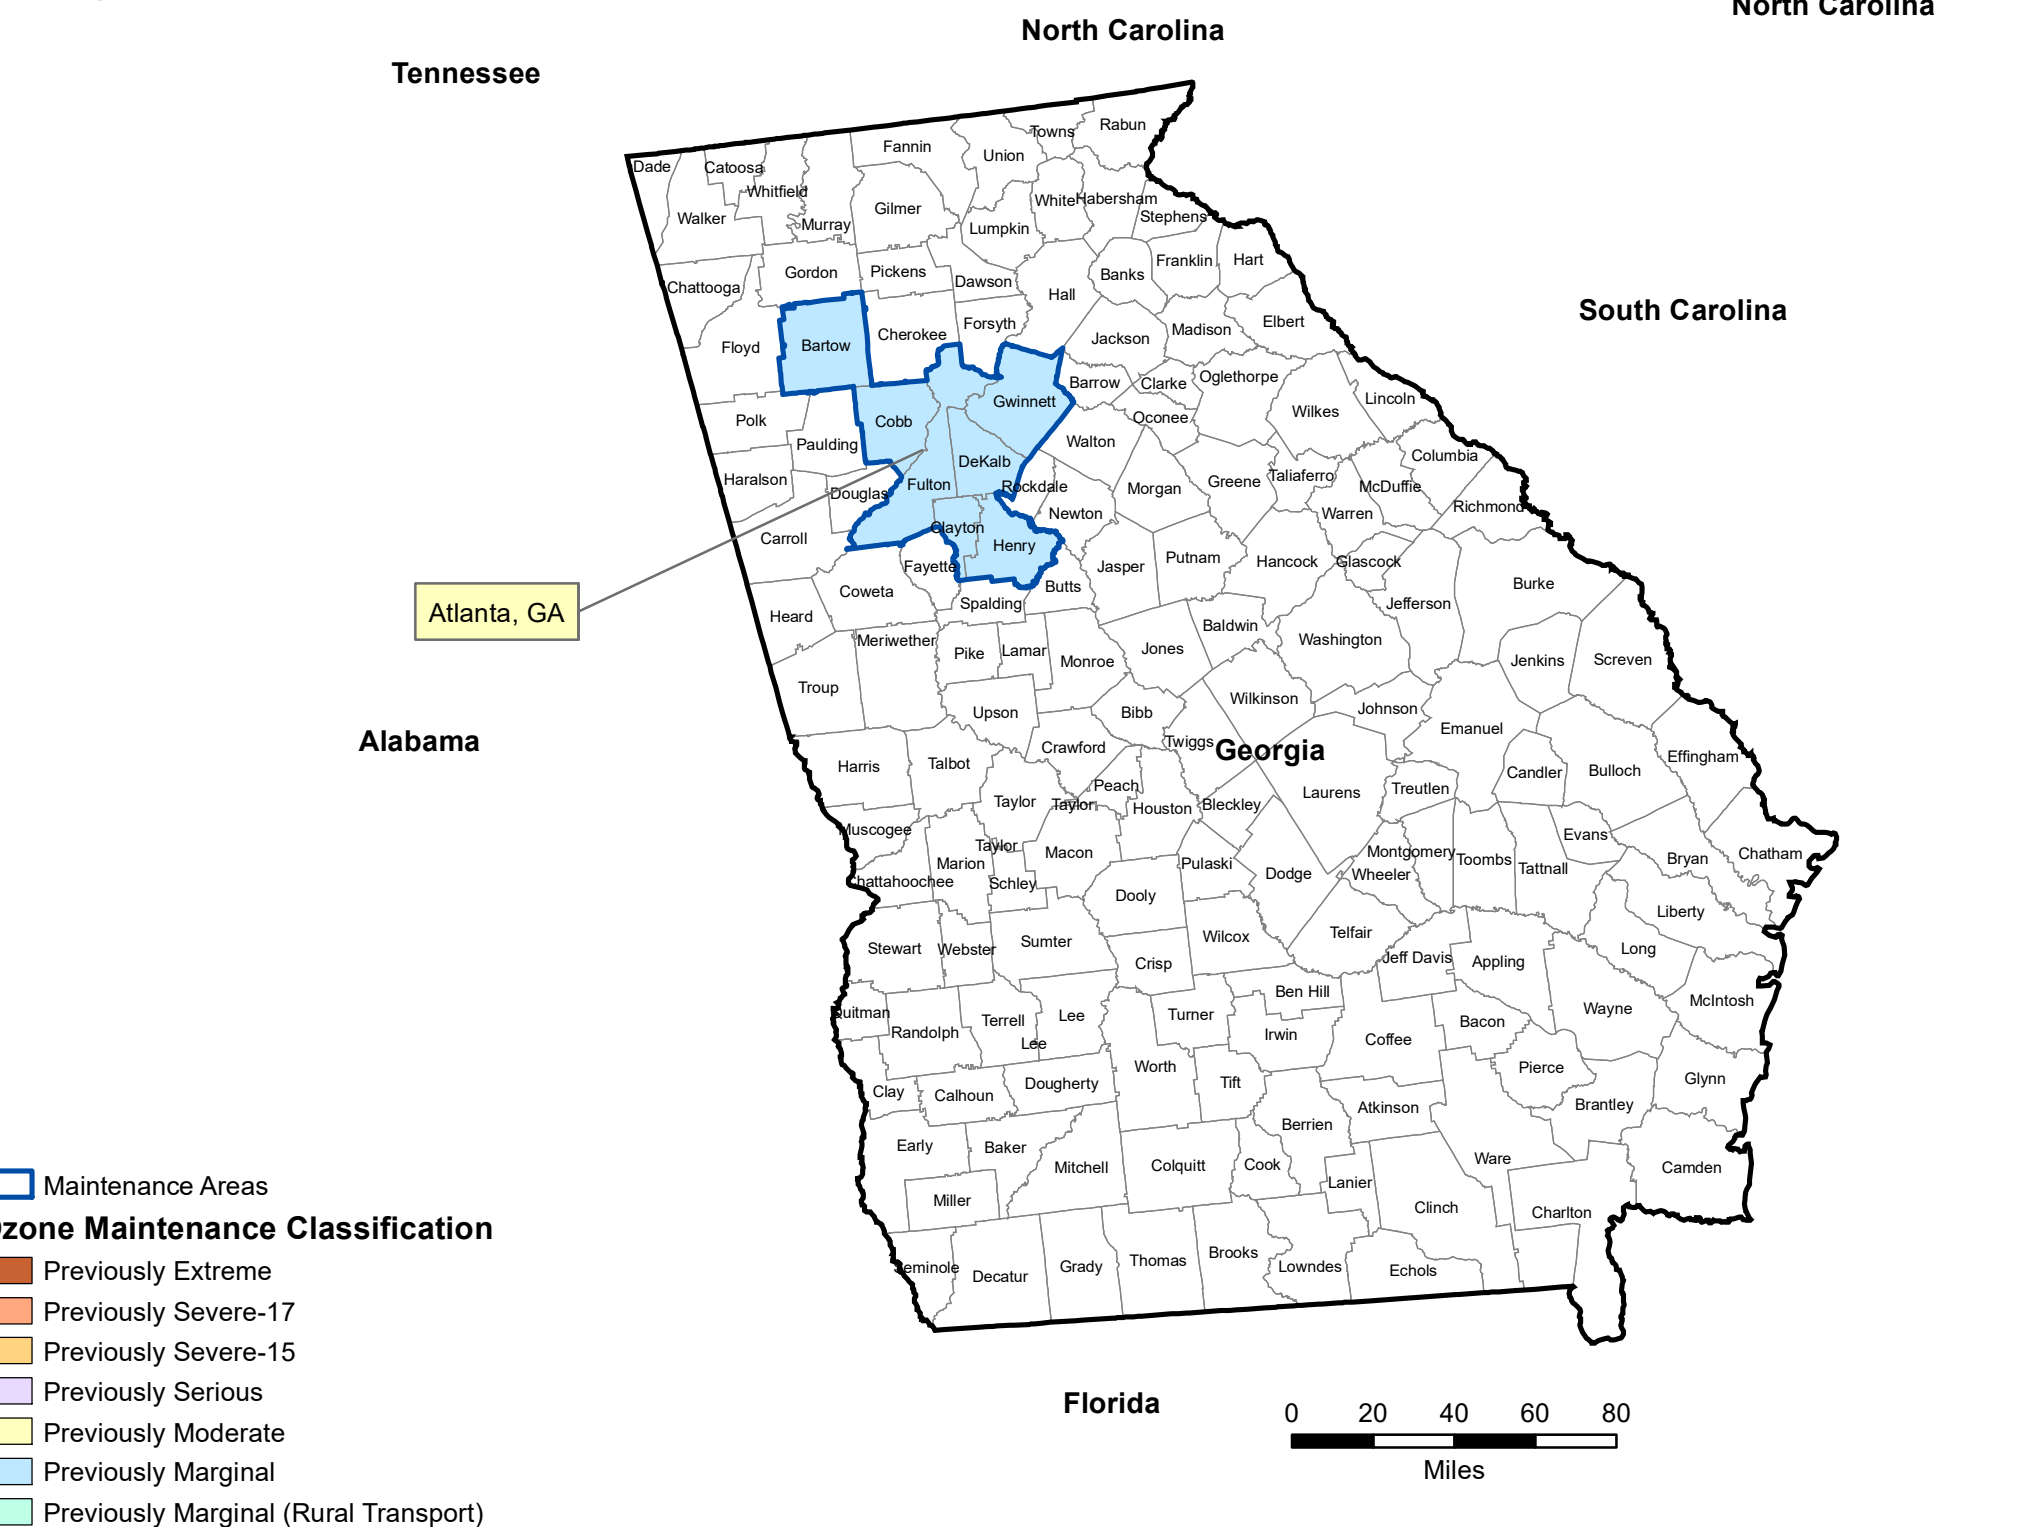 North Carolina
North Carolina
Tennessee
Rabun
Towns
Fannin
Union
Dade
Catoosa
Whitfield
White
Habersham
Walker
Murray
Gilmer
Stephens
Lumpkin
Gordon
Pickens
Dawson
Banks
Franklin
Hart
Chattooga
Hall
South Carolina
Floyd
Bartow
Cherokee
Forsyth
Jackson
Madison
Elbert
Barrow
Clarke
Oglethorpe
Polk
Cobb
Gwinnett
Oconee
Wilkes
Lincoln
Paulding
Walton
Columbia
Haralson
Douglas
Fulton
DeKalb
Rockdale
Morgan
Greene
Taliaferro
McDuffie
Richmond
Carroll
Clayton
Henry
Newton
Warren
Fayette
Jasper
Putnam
Hancock
Glascock
Burke
Coweta
Butts
Spalding
Jefferson
Atlanta, GA
Heard
Meriwether
Pike
Lamar
Monroe
Jones
Baldwin
Washington
Jenkins
Screven
Troup
Upson
Bibb
Wilkinson
Johnson
Emanuel
Alabama
Harris
Talbot
Crawford
Twiggs
Georgia
Effingham
Candler
Bulloch
Taylor
Taylor
Peach
Houston
Bleckley
Laurens
Treutlen
Muscogee
Taylor
Marion
Macon
Pulaski
Dodge
Montgomery
Wheeler
Toombs
Tattnall
Evans
Bryan
Chatham
hattahoochee
Schley
Dooly
Liberty
Stewart
Webster
Sumter
Crisp
Wilcox
Telfair
Jeff Davis
Appling
Long
Quitman
Randolph
Terrell
Lee
Lee
Turner
Ben Hill
Irwin
Coffee
Bacon
Wayne
McIntosh
Clay
Calhoun
Dougherty
Worth
Tift
Atkinson
Pierce
Brantley
Glynn
Early
Baker
Mitchell
Colquitt
Cook
Berrien
Lanier
Ware
Camden
Miller
Clinch
Charlton
eminole
Decatur
Grady
Thomas
Brooks
Lowndes
Echols
Florida
0 20 40 60 80
Miles
Maintenance Areas
zone Maintenance Classification
Previously Extreme
Previously Severe-17
Previously Severe-15
Previously Serious
Previously Moderate
Previously Marginal
Previously Marginal (Rural Transport)